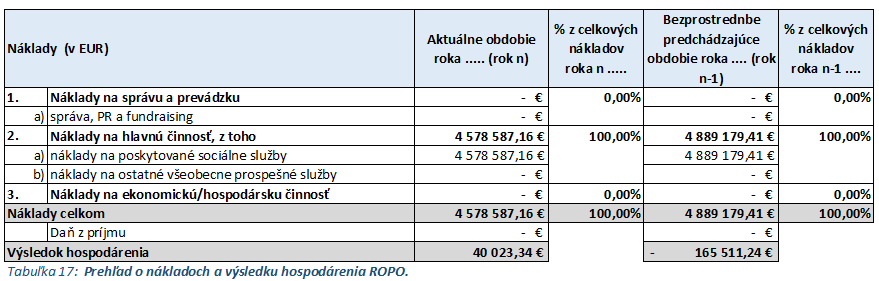 Náklady (v EUR)
Aktuálne obdobie roka ..... (rok n)
% z celkových nákladov roka n .....
Bezprostrednbe predchádzajúce obdobie roka .... (rok n-1)
% z celkových nákladov roka n-1 ....
1. Náklady na správu a prevádzku - € 0,00% - € 0,00%
a) správa, PR a fundraising - € - €
2. Náklady na hlavnú činnosť, z toho 4 578 587,16 € 100,00% 4 889 179,41 € 100,00%
a) náklady na poskytované sociálne služby 4 578 587,16 € 4 889 179,41 €
b) náklady na ostatné všeobecne prospešné služby - € - €
3. Náklady na ekonomickú/hospodársku činnosť - € 0,00% - € 0,00%
Náklady celkom 4 578 587,16 € 100,00% 4 889 179,41 € 100,00%
Daň z príjmu - € - €
Výsledok hospodárenia 40 023,34 € - 165 511,24 €
Tabuľka 17: Prehľad o nákladoch a výsledku hospodárenia ROPO.